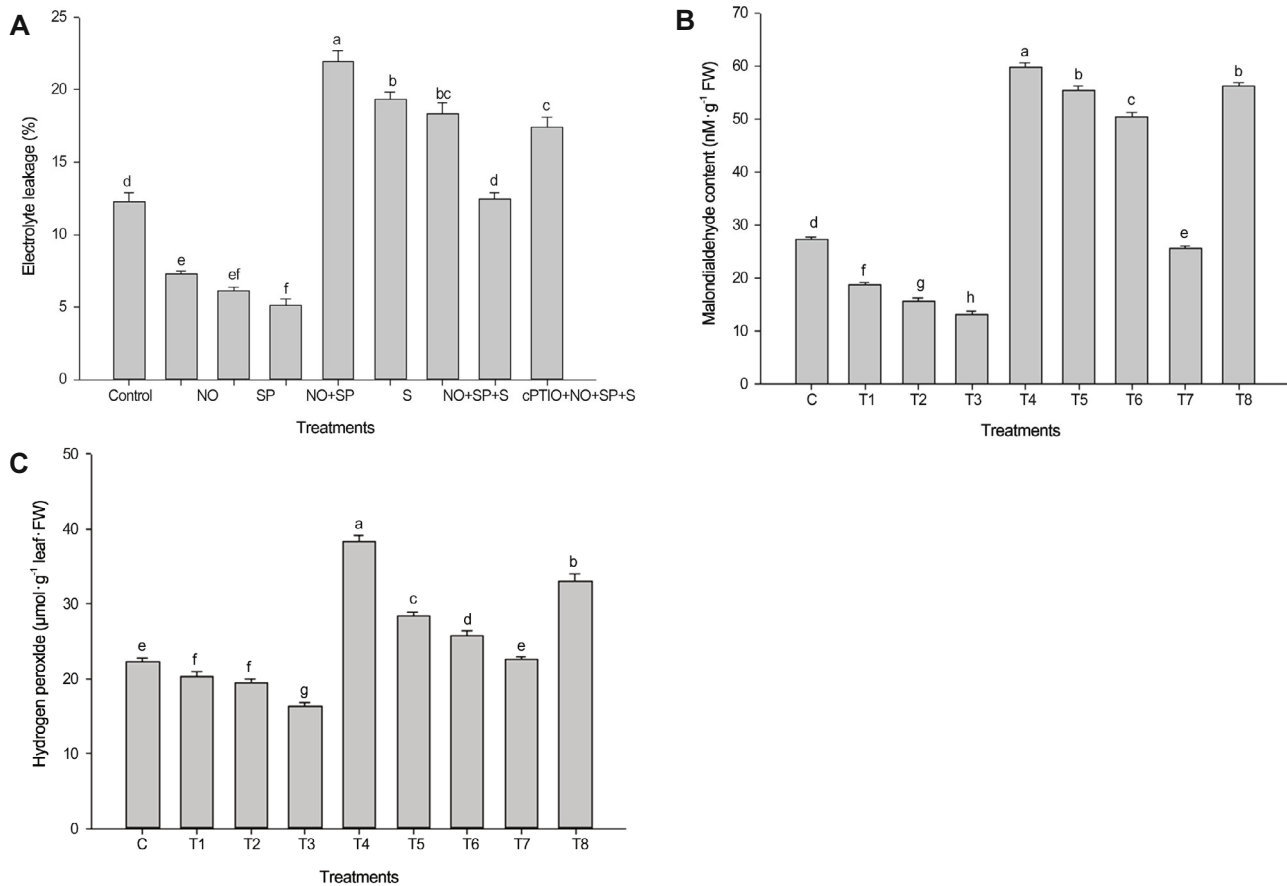 A
Electrolyte leakage (%)
25
20
15
10
5
0
d
e
ef
f
a
b
bc
d
c
Control NO SP NO+SP S NO+SP+S cPTIO+NO+SP+S
Treatments
B
Malondialdehyde content (nM·g⁻¹ FW)
70
60
50
40
30
20
10
0
d
f
g
h
a
b
c
e
b
C T1 T2 T3 T4 T5 T6 T7 T8
Treatments
C
Hydrogen peroxide (μmol·g⁻¹ leaf·FW)
50
40
30
20
10
0
e
f
f
g
a
c
d
e
b
C T1 T2 T3 T4 T5 T6 T7 T8
Treatments